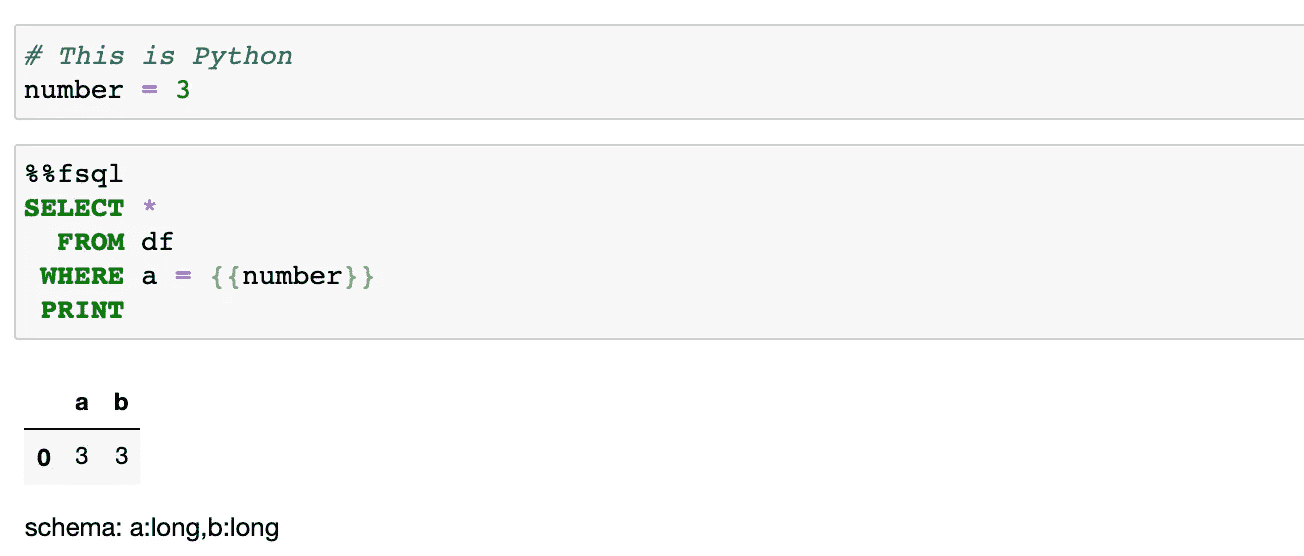 # This is Python
number = 3
%%fsql
SELECT *
FROM df
WHERE a = {{number}}
PRINT
a b
0 3 3
schema: a:long,b:long